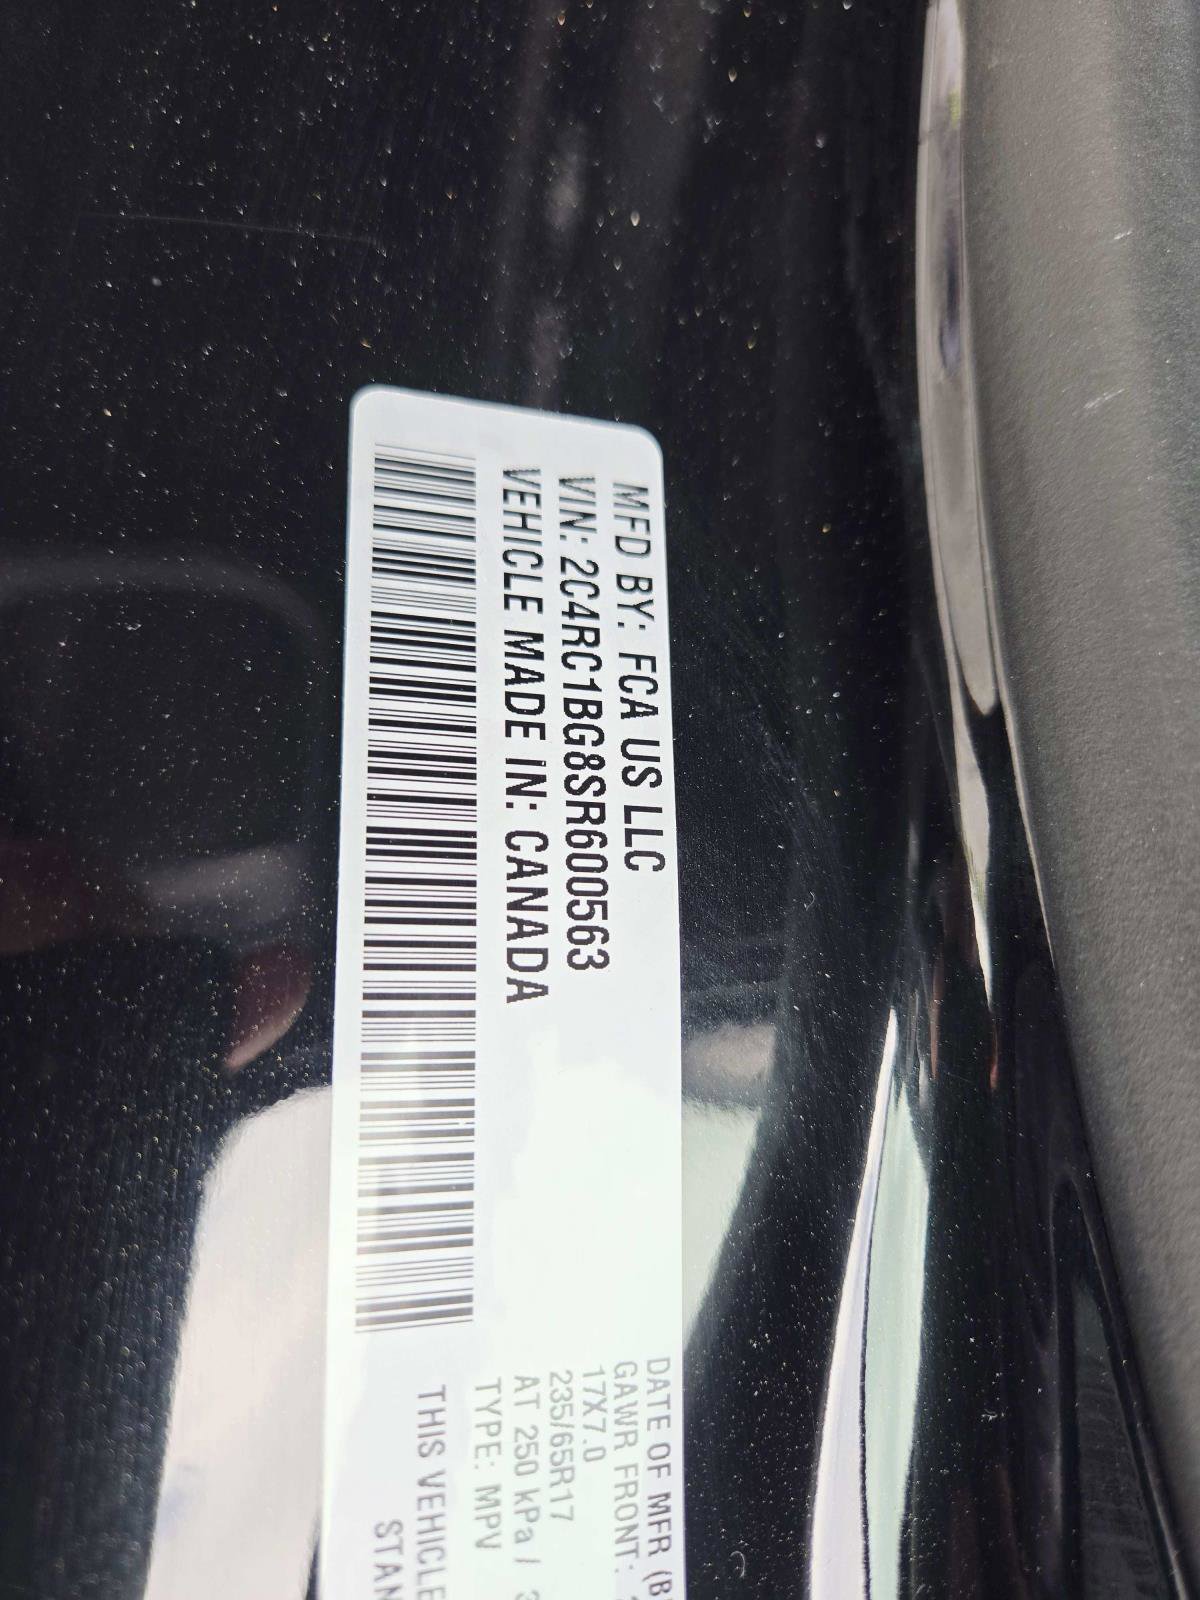 MFD BY: FCA US LLC
VIN: 2C4RC1BG8SR600563
VEHICLE MADE IN: CANADA
DATE OF MFR
GAWR FRONT:
17X7.0
235/65R17
AT 250 kPa /
TYPE: MPV
THIS VEHICLE